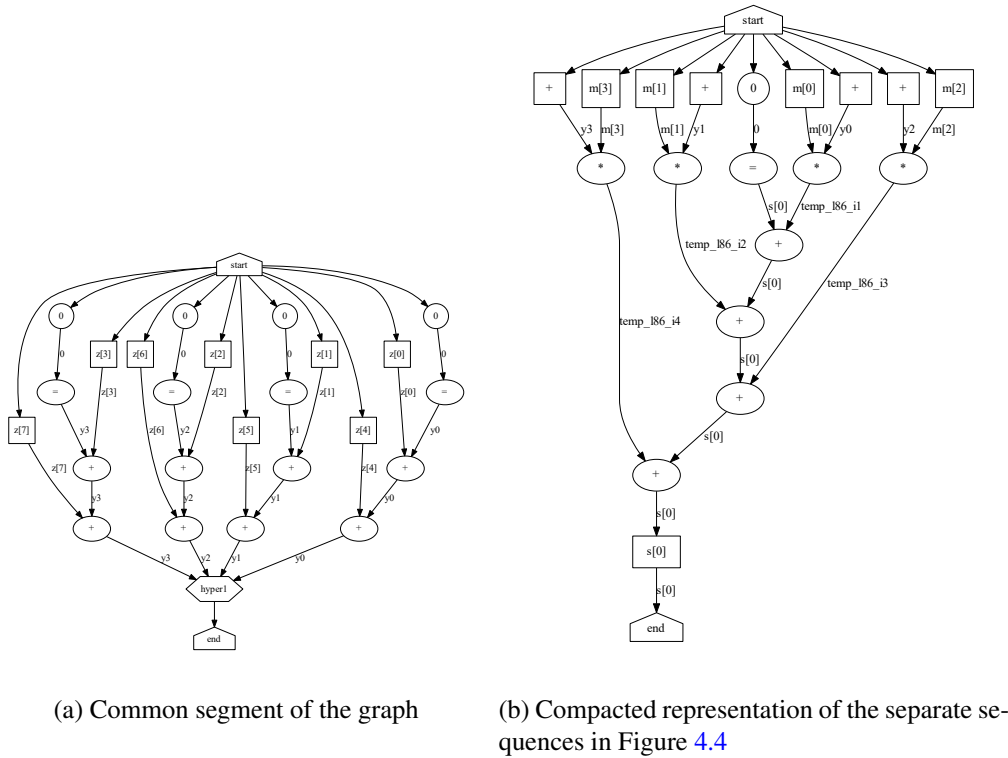 start
+ m[3] m[1] + 0 m[0] + + m[2]
y3 m[3] m[1] y1 0 m[0] y0 y2 m[2]
* * = * *
s[0] temp_l86_i1
+
temp_l86_i2 s[0] temp_l86_i3
temp_l86_i4 +
s[0]
+
s[0]
+
s[0]
s[0]
s[0]
end
start
0 0 0 0
0 z[3] z[6] 0 z[2] 0 z[1] z[0] 0
= z[3] = z[2] = z[1] z[0] =
z[7] y3 z[6] y2 z[5] y1 z[4] y0
z[7] + + z[5] + z[4] +
y3 y2 y1 y0
+ + + +
y3 y2 y1 y0
hyper1
end
(a) Common segment of the graph
(b) Compacted representation of the separate se-
quences in Figure 4.4